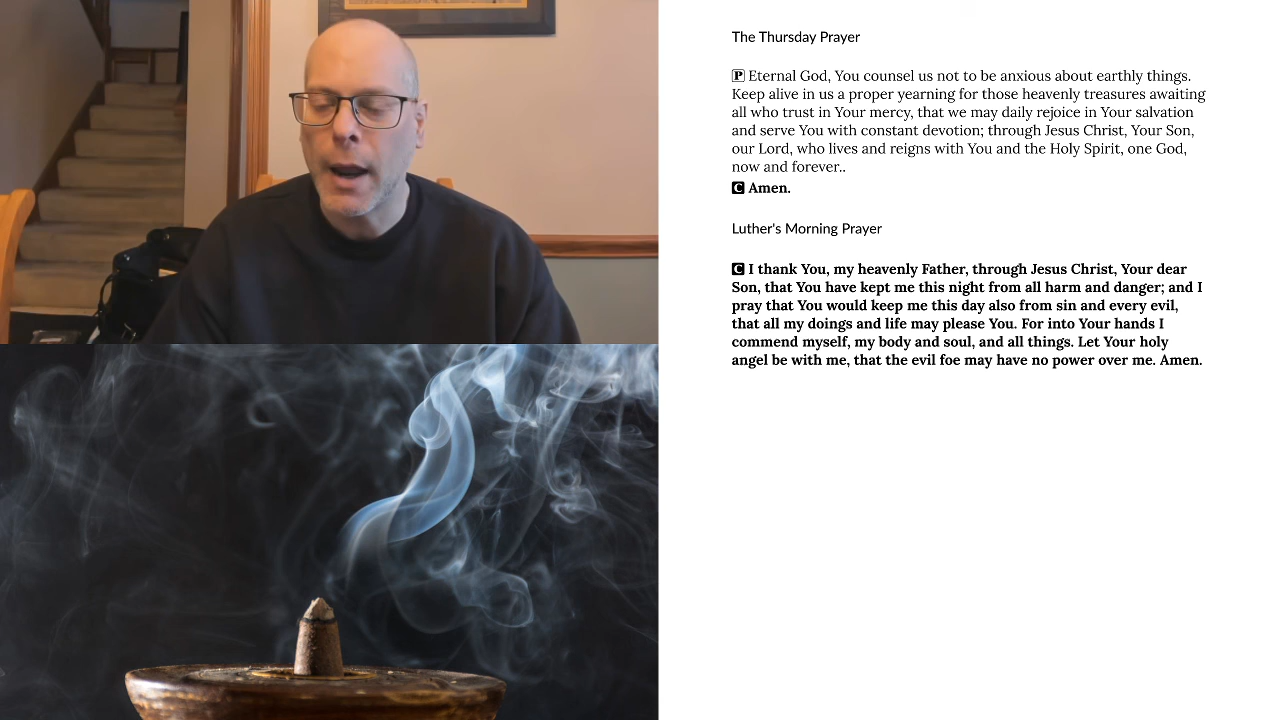 The Thursday Prayer
P Eternal God, You counsel us not to be anxious about earthly things.
Keep alive in us a proper yearning for those heavenly treasures awaiting
all who trust in Your mercy, that we may daily rejoice in Your salvation
and serve You with constant devotion; through Jesus Christ, Your Son,
our Lord, who lives and reigns with You and the Holy Spirit, one God,
now and forever..
C Amen.
Luther's Morning Prayer
C I thank You, my heavenly Father, through Jesus Christ, Your dear
Son, that You have kept me this night from all harm and danger; and I
pray that You would keep me this day also from sin and every evil,
that all my doings and life may please You. For into Your hands I
commend myself, my body and soul, and all things. Let Your holy
angel be with me, that the evil foe may have no power over me. Amen.